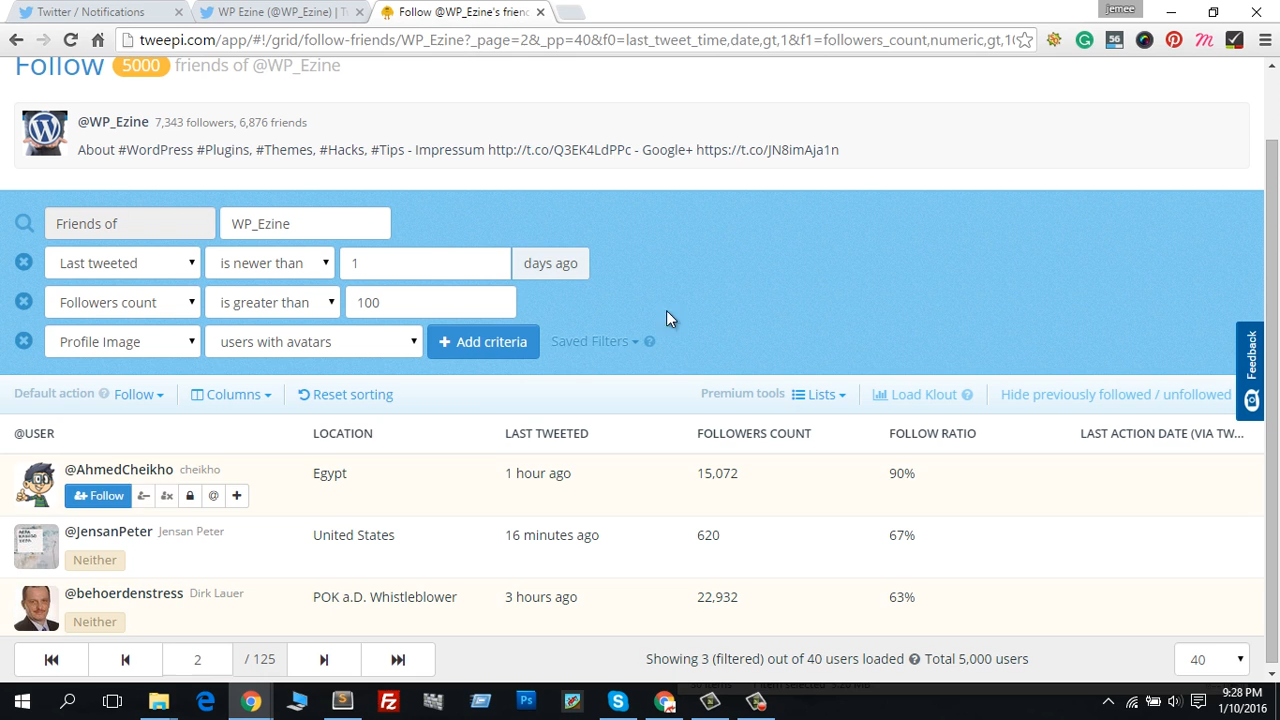 Twitter / Notifications
WP Ezine (@WP_Ezine) | T
Follow @WP_Ezine's frien
jemee
tweepi.com/app/#!/grid/follow-friends/WP_Ezine?_page=2&_pp=40&f0=last_tweet_time,date,gt,1&f1=followers_count,numeric,gt,1
56
Follow 5000 friends of @WP_Ezine
@WP_Ezine 7,343 followers, 6,876 friends
About #WordPress #Plugins, #Themes, #Hacks, #Tips - Impressum http://t.co/Q3EK4LdPPc - Google+ https://t.co/JN8imAja1n
Friends of WP_Ezine
Last tweeted is newer than 1 days ago
Followers count is greater than 100
Profile Image users with avatars + Add criteria Saved Filters ?
Feedback
Default action ? Follow Columns Reset sorting Premium tools Lists Load Klout ? Hide previously followed / unfollowed
@USER LOCATION LAST TWEETED FOLLOWERS COUNT FOLLOW RATIO LAST ACTION DATE (VIA TW...
@AhmedCheikho cheikho Egypt 1 hour ago 15,072 90%
Follow @ +
@JensanPeter Jensan Peter United States 16 minutes ago 620 67%
Neither
@behoerdenstress Dirk Lauer POK a.D. Whistleblower 3 hours ago 22,932 63%
Neither
2 / 125 Showing 3 (filtered) out of 40 users loaded ? Total 5,000 users 40
9:28 PM
1/10/2016